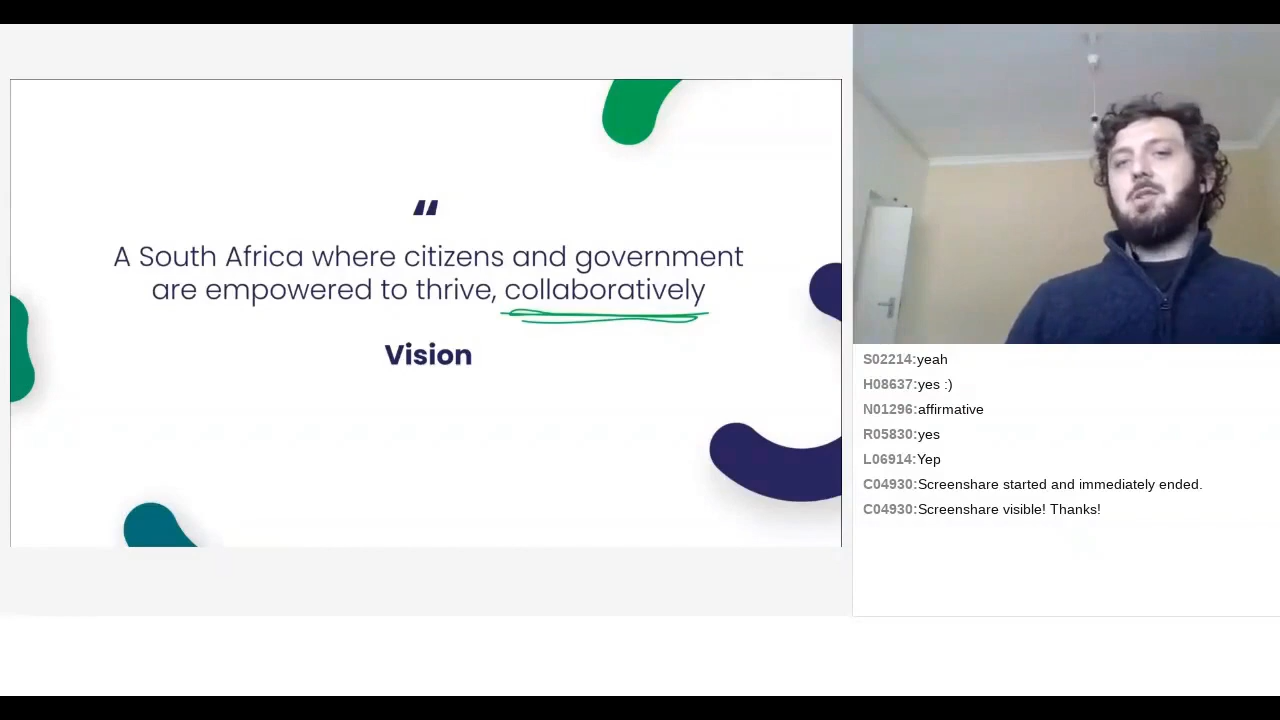 “
A South Africa where citizens and government
are empowered to thrive, collaboratively
Vision
S02214:yeah
H08637:yes :)
N01296:affirmative
R05830:yes
L06914:Yep
C04930:Screenshare started and immediately ended.
C04930:Screenshare visible! Thanks!